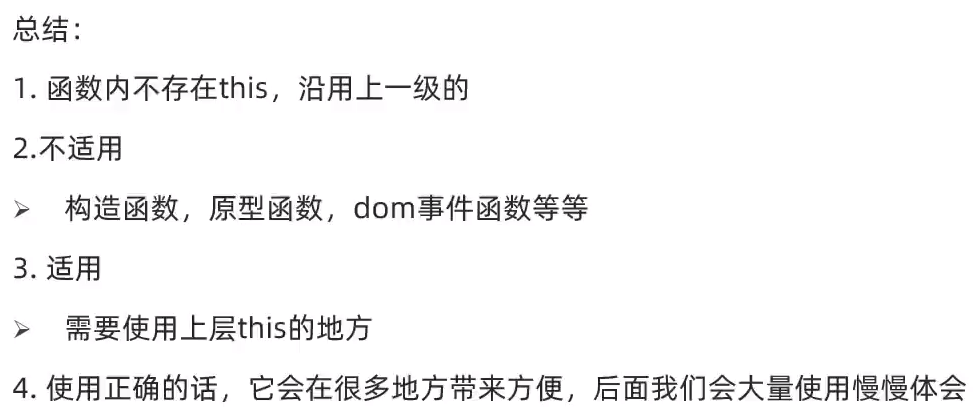 总结：
1. 函数内不存在this，沿用上一级的
2.不适用
➢ 构造函数，原型函数，dom事件函数等等
3. 适用
➢ 需要使用上层this的地方
4. 使用正确的话，它会在很多地方带来方便，后面我们会大量使用慢慢体会